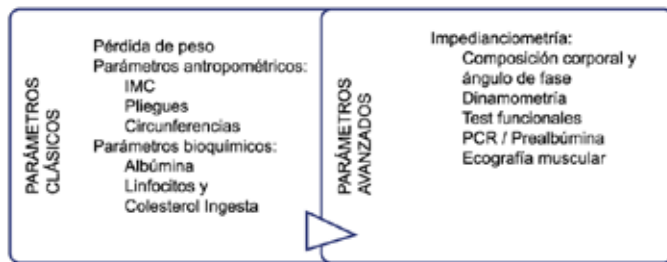 PARÁMETROS
CLÁSICOS
Pérdida de peso
Parámetros antropométricos:
IMC
Pliegues
Circunferencias
Parámetros bioquímicos:
Albúmina
Linfocitos y
Colesterol Ingesta
PARÁMETROS
AVANZADOS
Impedanciometría:
Composición corporal y
ángulo de fase
Dinamometría
Test funcionales
PCR / Prealbúmina
Ecografía muscular